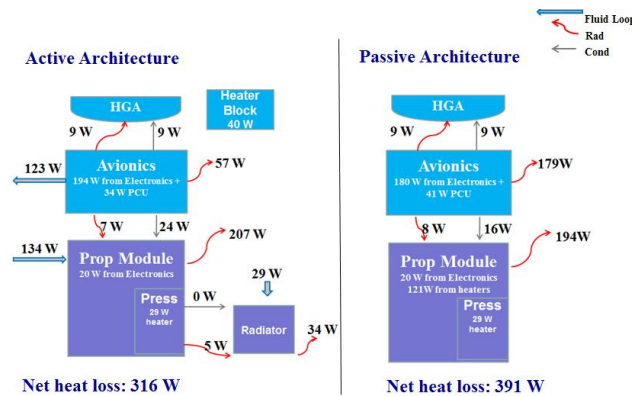 Fluid Loop
Rad
Cond
Active Architecture
HGA
Heater
Block
40 W
9 W
9 W
123 W
Avionics
194 W from Electronics +
34 W PCU
57 W
7 W
24 W
207 W
134 W
Prop Module
20 W from Electronics
Press
29 W
heater
0 W
29 W
Radiator
34 W
5 W
Net heat loss: 316 W
Passive Architecture
HGA
9 W
9 W
Avionics
180 W from Electronics +
41 W PCU
179W
8 W
16W
194W
Prop Module
20 W from Electronics
121W from heaters
Press
29 W
heater
Net heat loss: 391 W